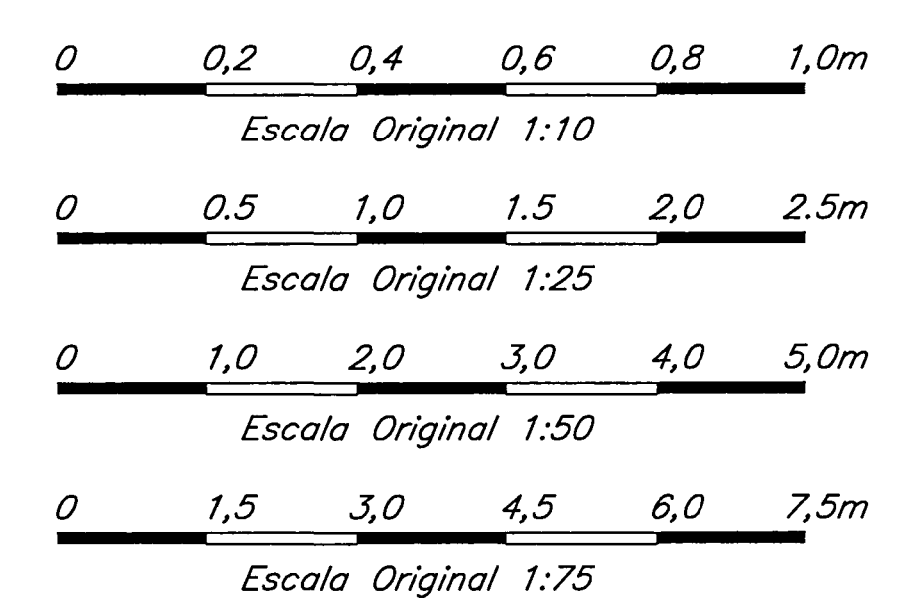 0 0,2 0,4 0,6 0,8 1,0m
Escala Original 1:10
0 0.5 1,0 1.5 2,0 2.5m
Escala Original 1:25
0 1,0 2,0 3,0 4,0 5,0m
Escala Original 1:50
0 1,5 3,0 4,5 6,0 7,5m
Escala Original 1:75